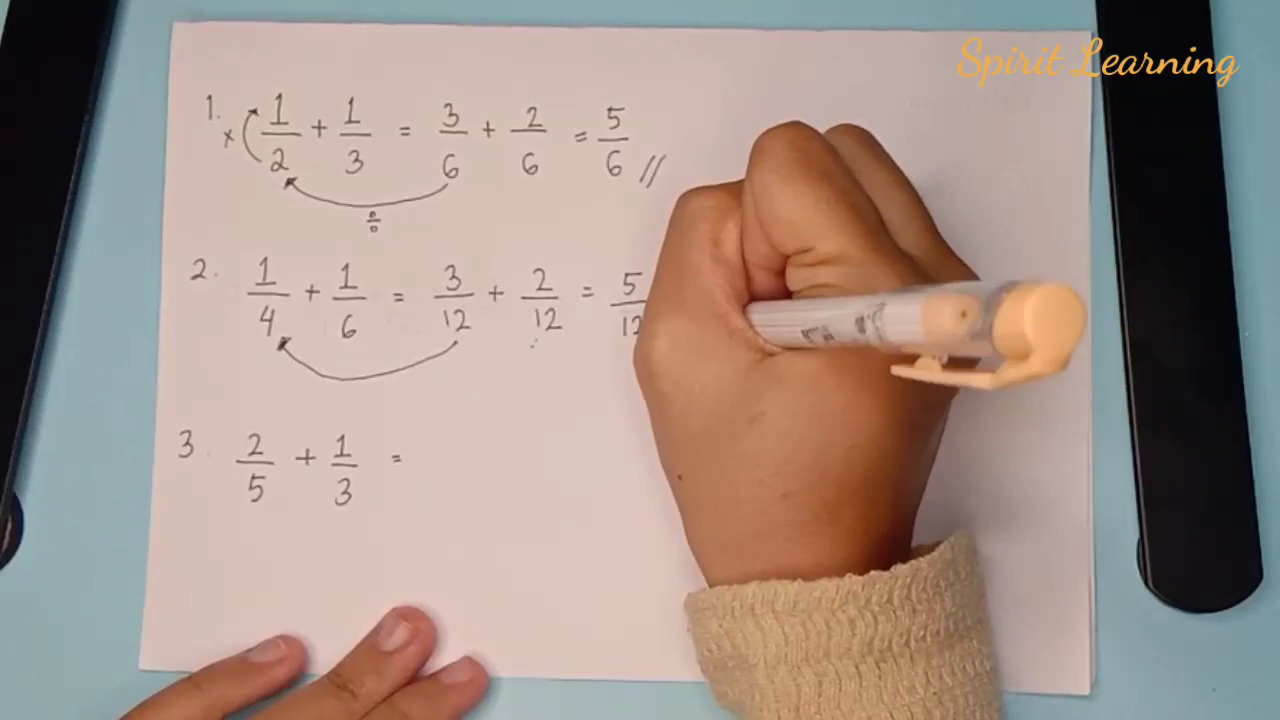 Spirit Learning
1. × 1/2 + 1/3 = 3/6 + 2/6 = 5/6 //
÷
2. 1/4 + 1/6 = 3/12 + 2/12 = 5/12
3. 2/5 + 1/3 =